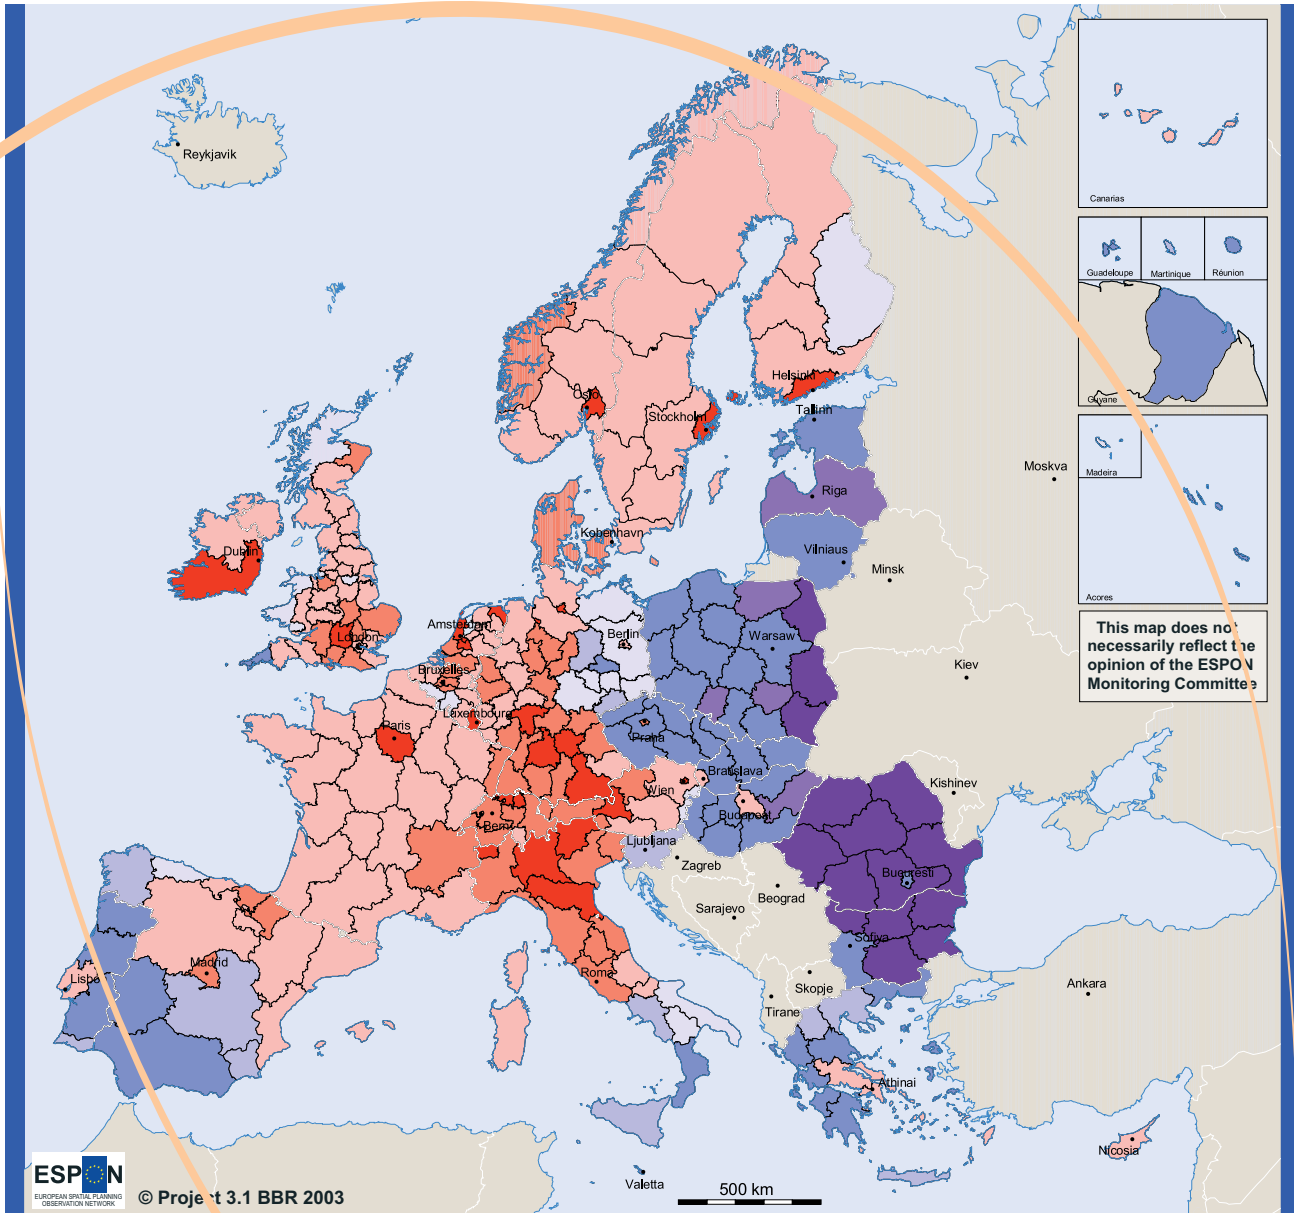 Reykjavik
Canarias
Guadeloupe
Martinique
Réunion
Guyane
Madeira
Acores
Helsinki
Oslo
Stockholm
Tallinn
Moskva
Riga
Kobenhavn
Dublin
Vilniaus
Minsk
This map does not
necessarily reflect the
opinion of the ESPON
Monitoring Committee
London
Amsterdam
Berlin
Warsaw
Bruxelles
Kiev
Luxembourg
Paris
Praha
Bratislava
Kishinev
Wien
Bern
Budapest
Ljubljana
Zagreb
Bucuresti
Beograd
Sarajevo
Sofiya
Madrid
Lisboa
Roma
Skopje
Ankara
Tirane
Athinai
Nicosia
Valetta
500 km
ESPON
EUROPEAN SPATIAL PLANNING
OBSERVATION NETWORK
© Project 3.1 BBR 2003